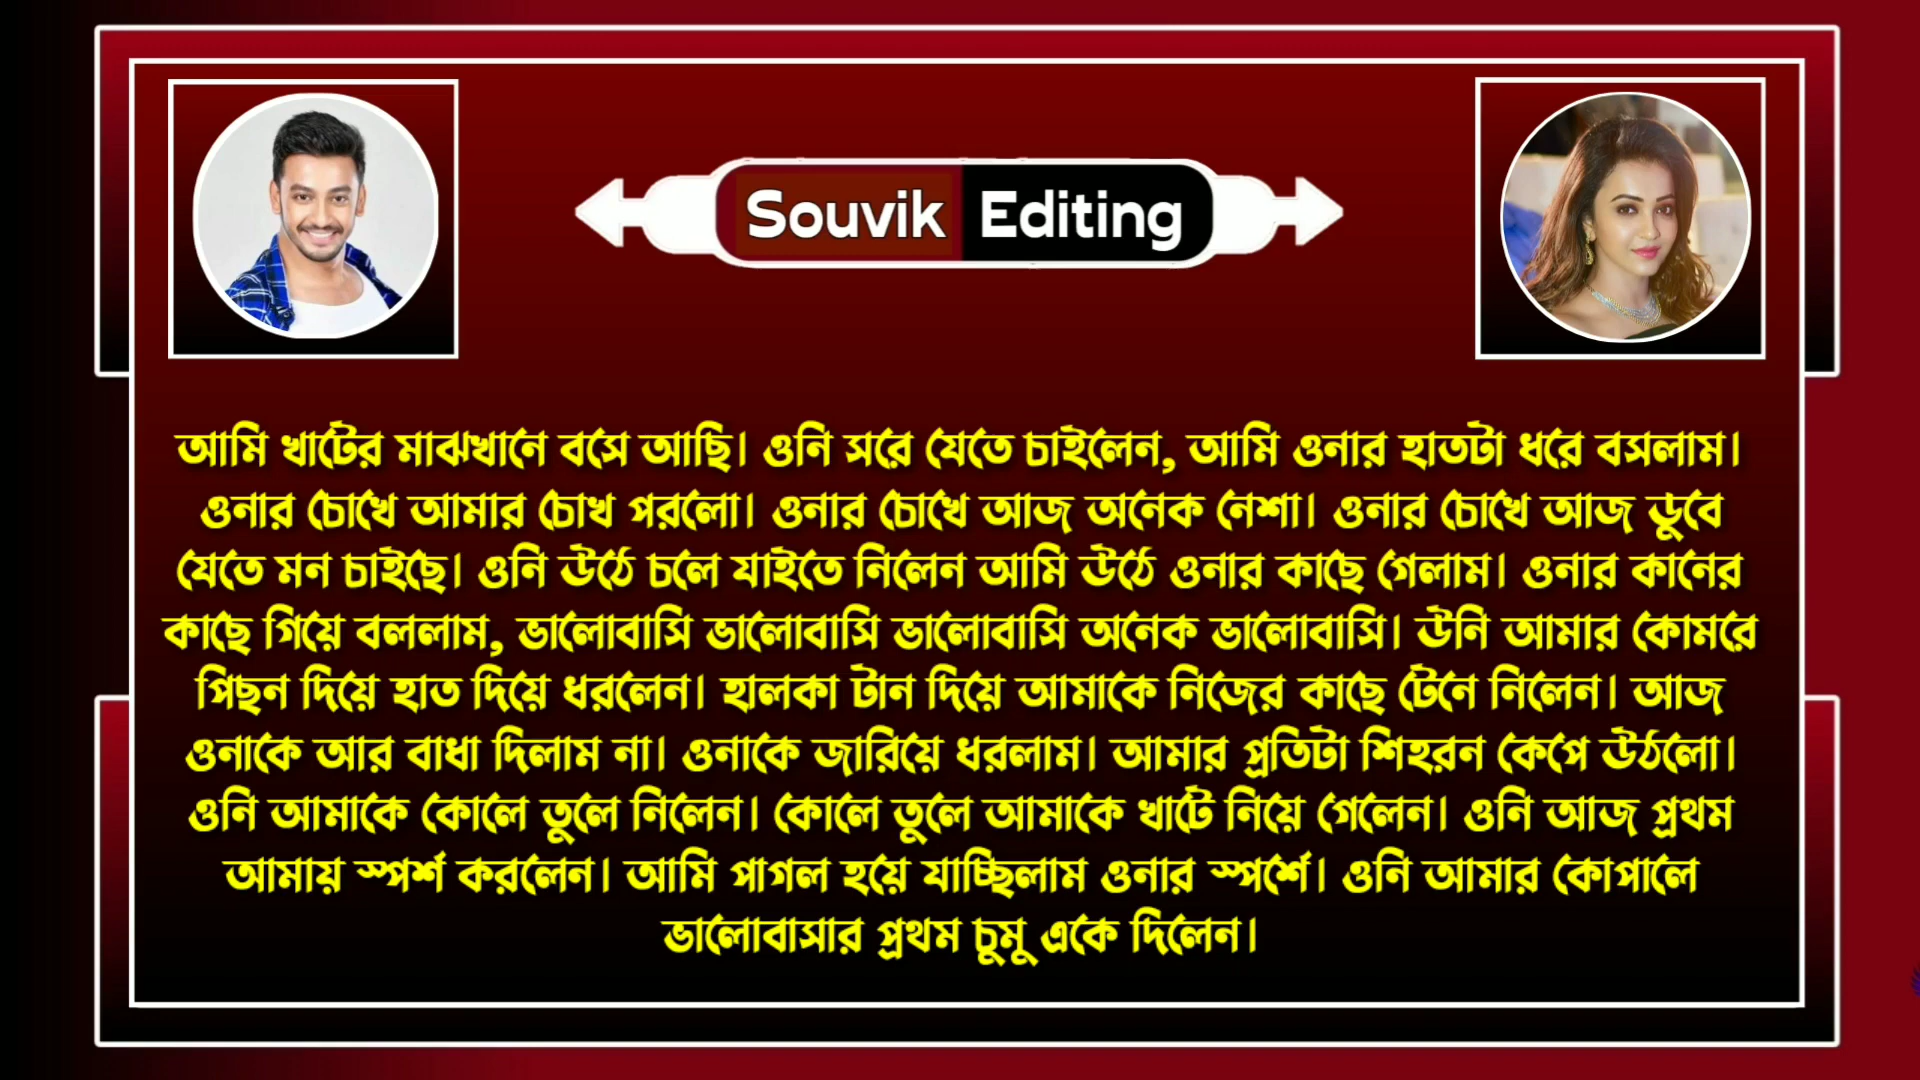 Souvik Editing
আমি খাটের মাঝখানে বসে আছি। ওনি সরে যেতে চাইলেন, আমি ওনার হাতটা ধরে বসলাম।
ওনার চোখে আমার চোখ পরলো। ওনার চোখে আজ অনেক নেশা। ওনার চোখে আজ ডুবে
যেতে মন চাইছে। ওনি উঠে চলে যাইতে নিলেন আমি উঠে ওনার কাছে গেলাম। ওনার কানের
কাছে গিয়ে বললাম, ভালোবাসি ভালোবাসি ভালোবাসি অনেক ভালোবাসি। উনি আমার কোমরে
পিছন দিয়ে হাত দিয়ে ধরলেন। হালকা টান দিয়ে আমাকে নিজের কাছে টেনে নিলেন। আজ
ওনাকে আর বাধা দিলাম না। ওনাকে জারিয়ে ধরলাম। আমার প্রতিটা শিহরন কেপে উঠলো।
ওনি আমাকে কোলে তুলে নিলেন। কোলে তুলে আমাকে খাটে নিয়ে গেলেন। ওনি আজ প্রথম
আমায় স্পর্শ করলেন। আমি পাগল হয়ে যাচ্ছিলাম ওনার স্পর্শে। ওনি আমার কোপালে
ভালোবাসার প্রথম চুমু একে দিলেন।